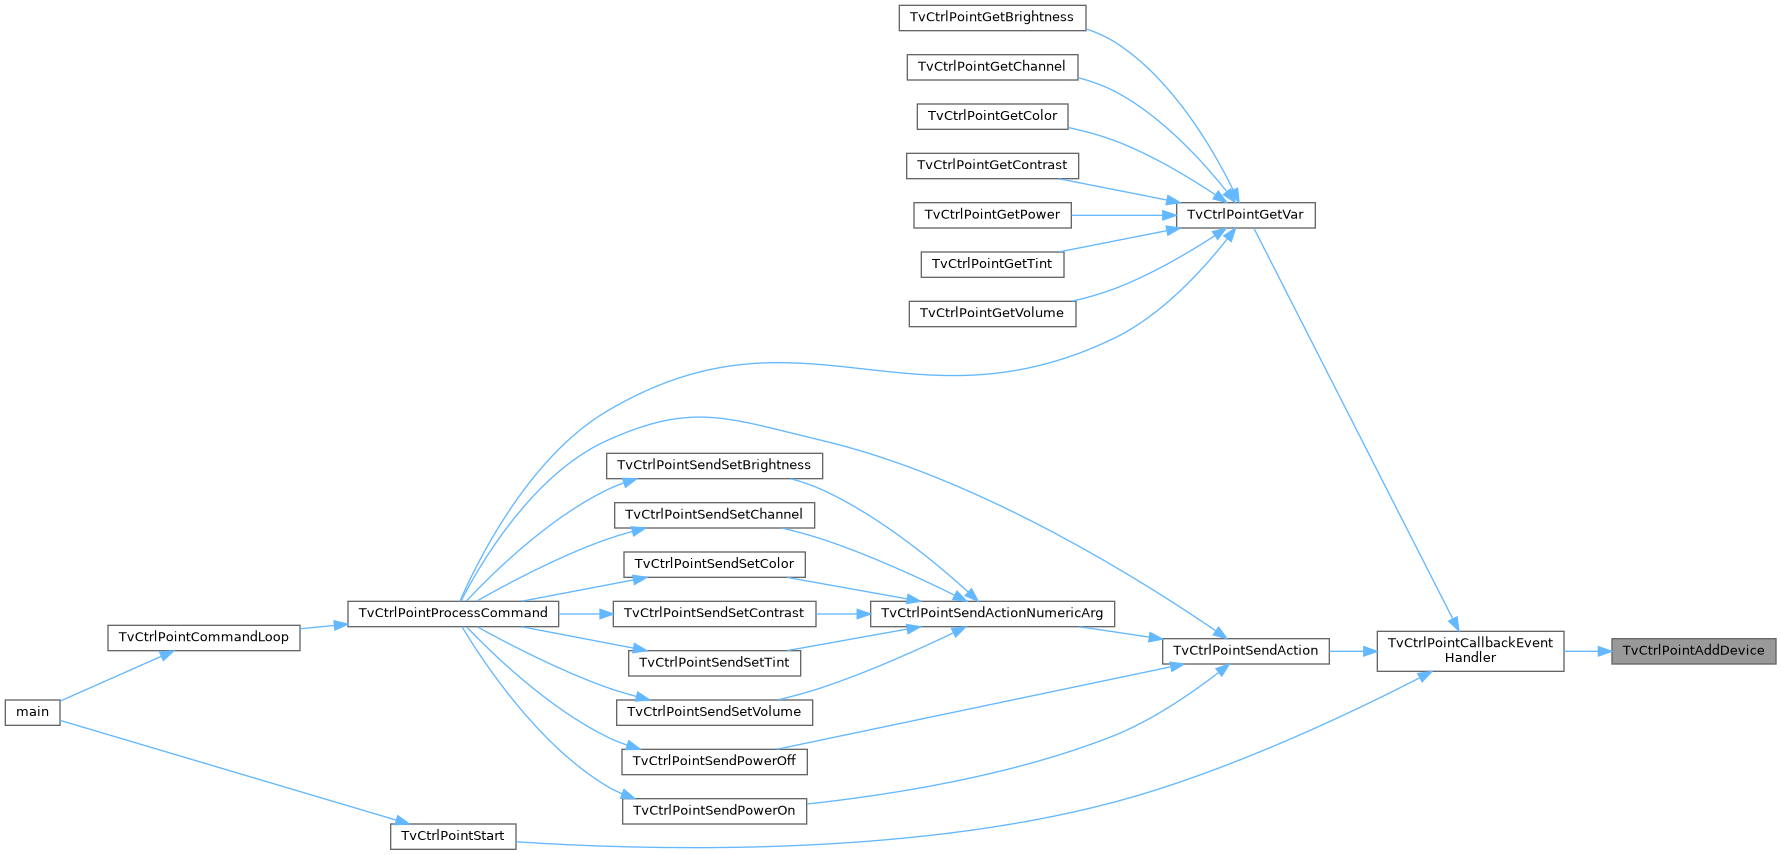 TvCtrlPointGetBrightness
TvCtrlPointGetChannel
TvCtrlPointGetColor
TvCtrlPointGetContrast
TvCtrlPointGetPower
TvCtrlPointGetVar
TvCtrlPointGetTint
TvCtrlPointGetVolume
TvCtrlPointSendSetBrightness
TvCtrlPointSendSetChannel
TvCtrlPointSendSetColor
TvCtrlPointProcessCommand
TvCtrlPointSendSetContrast
TvCtrlPointSendActionNumericArg
TvCtrlPointCommandLoop
TvCtrlPointSendSetTint
TvCtrlPointSendAction
TvCtrlPointCallbackEvent
Handler
TvCtrlPointAddDevice
main
TvCtrlPointSendSetVolume
TvCtrlPointSendPowerOff
TvCtrlPointSendPowerOn
TvCtrlPointStart